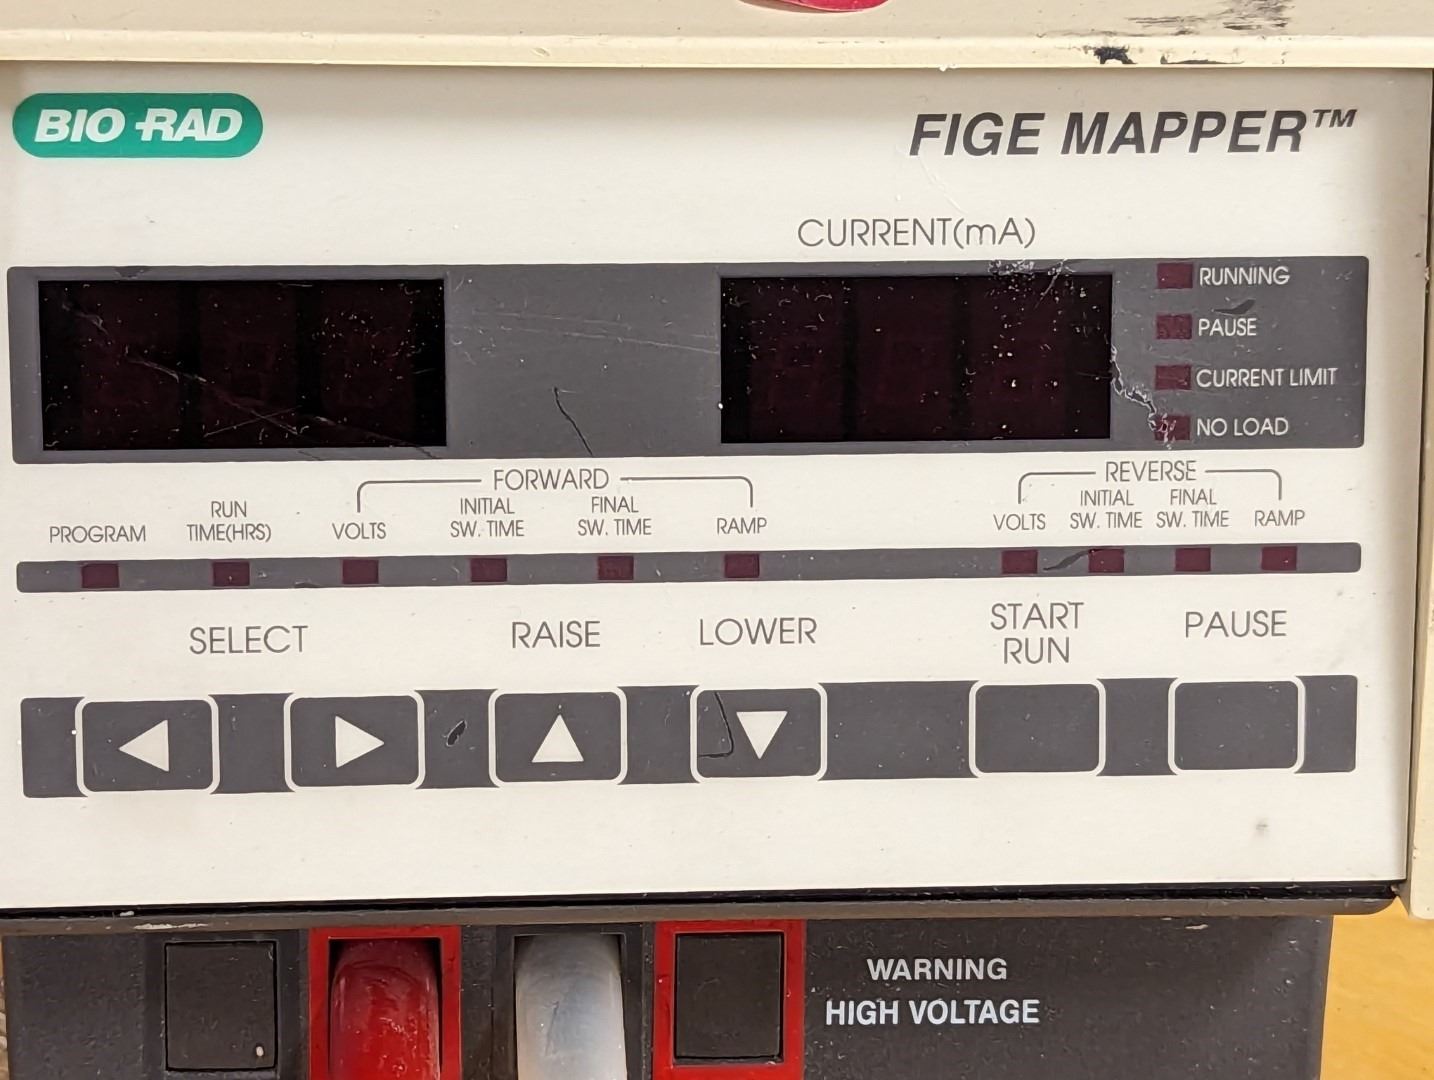 BIO-RAD
FIGE MAPPER™
CURRENT(mA)
RUNNING
PAUSE
CURRENT LIMIT
NO LOAD
FORWARD
REVERSE
PROGRAM
RUN
TIME(HRS)
VOLTS
INITIAL
SW. TIME
FINAL
SW. TIME
RAMP
VOLTS
INITIAL
SW. TIME
FINAL
SW. TIME
RAMP
SELECT
RAISE
LOWER
START
RUN
PAUSE
WARNING
HIGH VOLTAGE